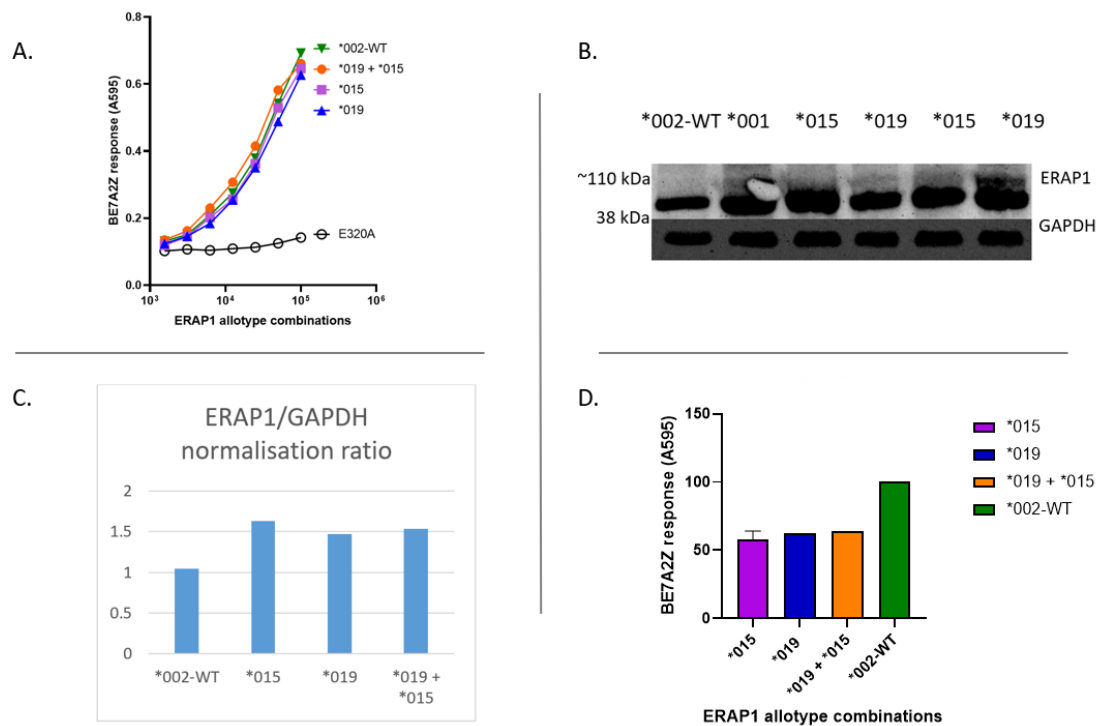 A.
BE7A2Z response (A595)
0.8
0.6
0.4
0.2
0.0
10³
10⁴
10⁵
10⁶
ERAP1 allotype combinations
*002-WT
*019 + *015
*015
*019
E320A
B.
*002-WT *001 *015 *019 *015 *019
~110 kDa
38 kDa
ERAP1
GAPDH
C.
ERAP1/GAPDH
normalisation ratio
2
1.5
1
0.5
0
*002-WT *015 *019 *019 +
*015
D.
BE7A2Z response (A595)
150
100
50
0
*015
*019
*019 + *015
*002-WT
ERAP1 allotype combinations
*015
*019
*019 + *015
*002-WT